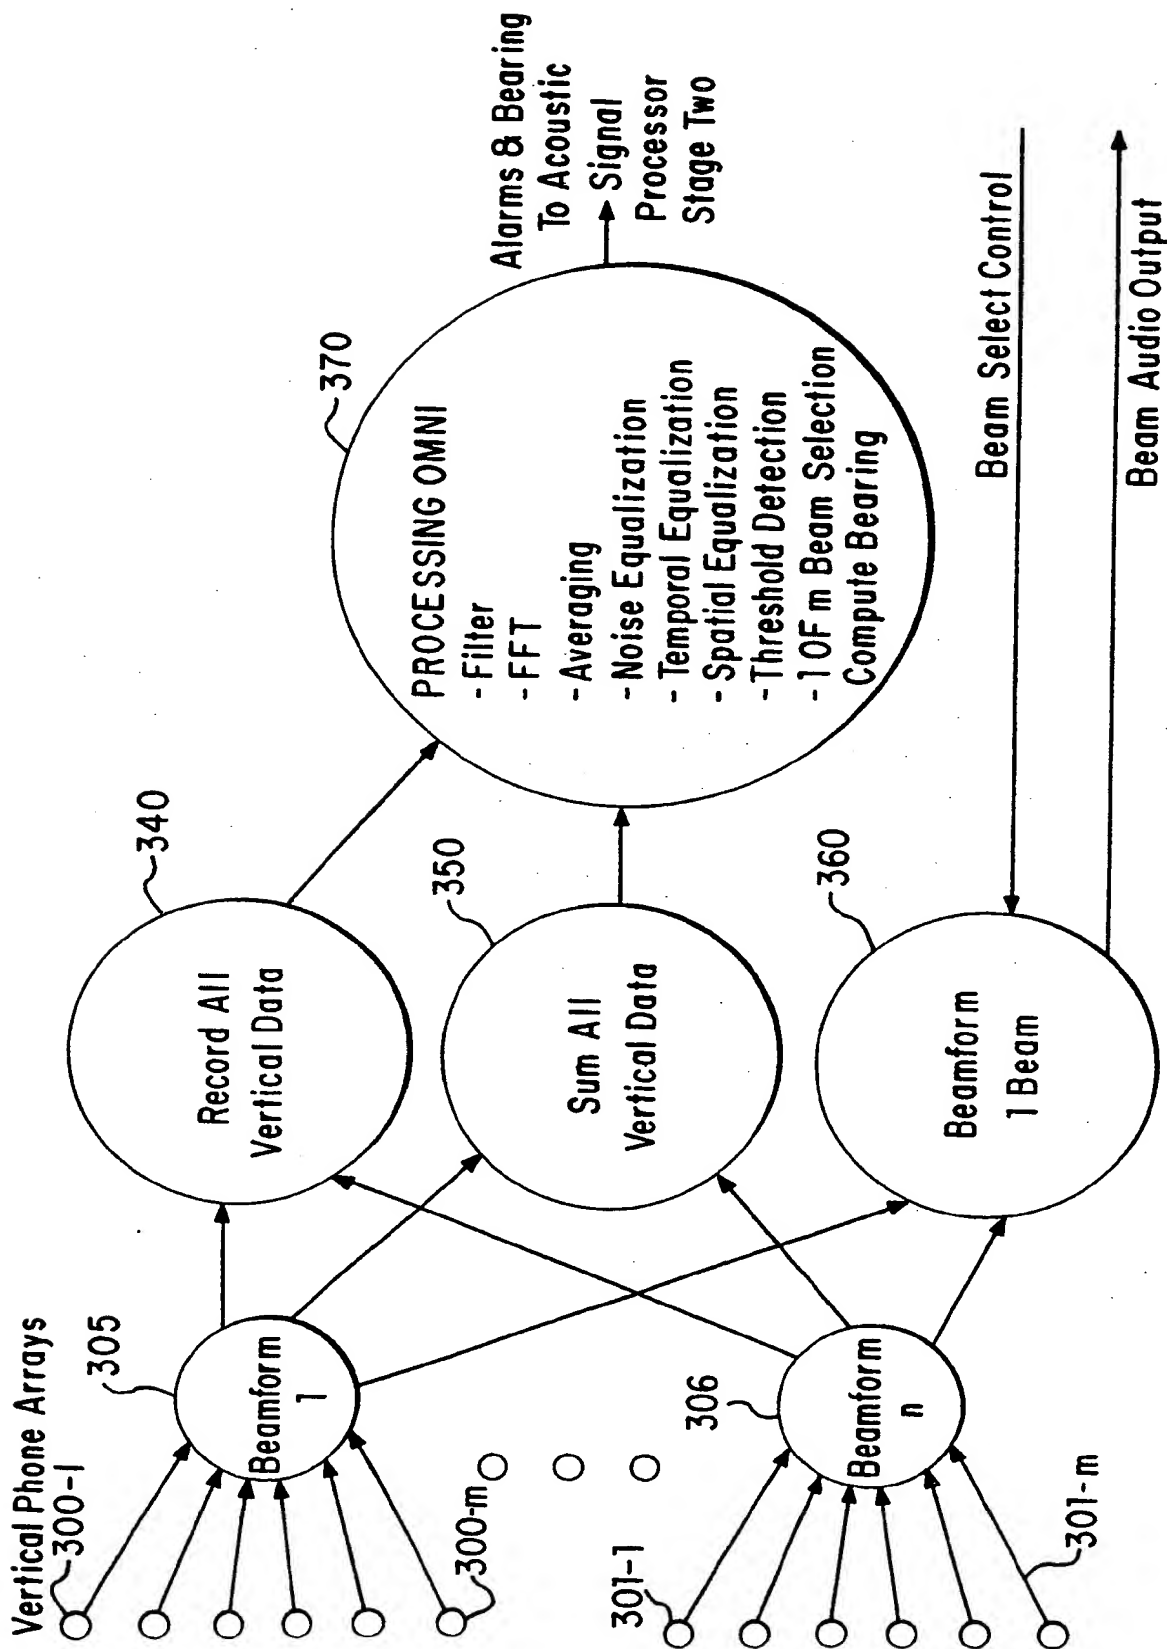 Vertical Phone Arrays
300-1
300-m
301-1
301-m
305
Beamform
1
306
Beamform
n
340
Record All
Vertical Data
350
Sum All
Vertical Data
360
Beamform
1 Beam
370
PROCESSING OMNI
- Filter
- FFT
- Averaging
- Noise Equalization
- Temporal Equalization
- Spatial Equalization
- Threshold Detection
- 1 OF m Beam Selection
Compute Bearing
Alarms & Bearing
To Acoustic
Signal
Processor
Stage Two
Beam Select Control
Beam Audio Output